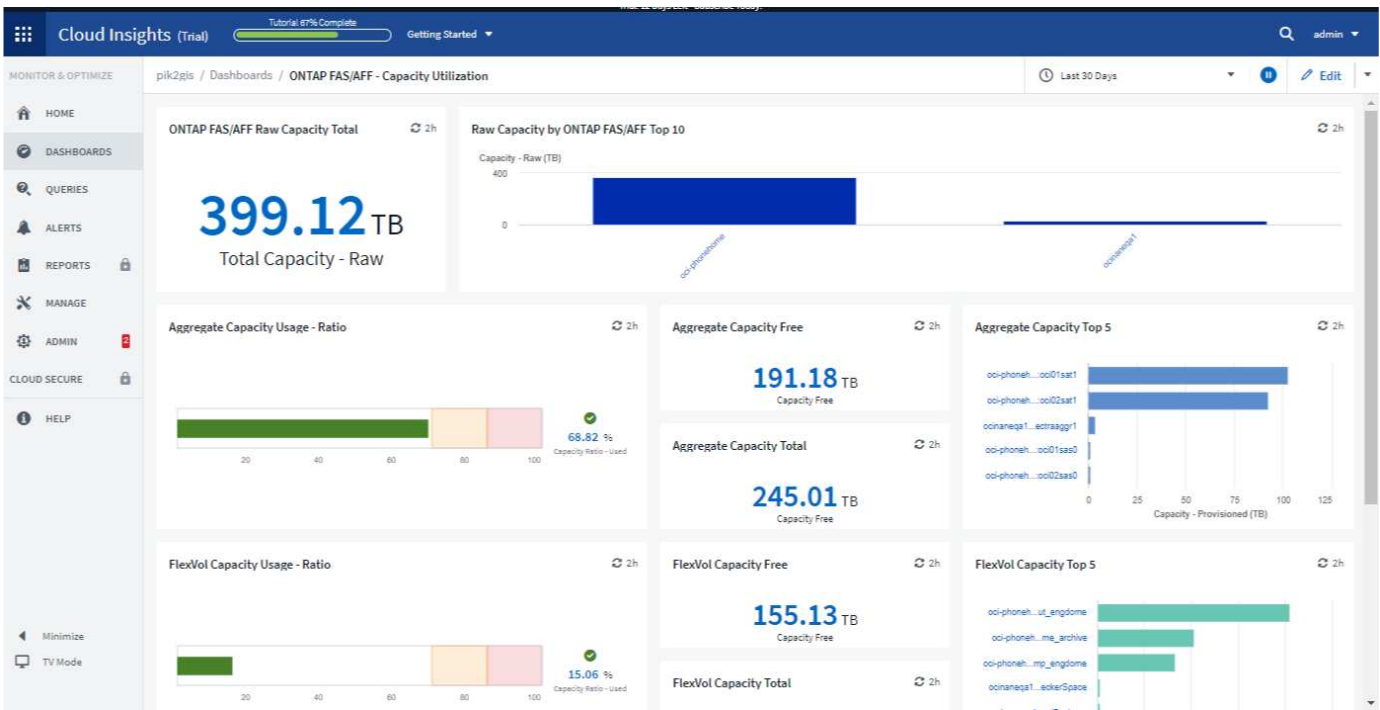 Cloud Insights (Trial)
Tutorial 67% Complete
Getting Started
admin
MONITOR & OPTIMIZE
pik2gis / Dashboards / ONTAP FAS/AFF - Capacity Utilization
Last 30 Days
Edit
HOME
DASHBOARDS
QUERIES
ALERTS
REPORTS
MANAGE
ADMIN
2
CLOUD SECURE
HELP
Minimize
TV Mode
ONTAP FAS/AFF Raw Capacity Total
2h
399.12 TB
Total Capacity - Raw
Raw Capacity by ONTAP FAS/AFF Top 10
2h
Capacity - Raw (TB)
400
0
oci-phonehome
ocinaneqa1
Aggregate Capacity Usage - Ratio
2h
20 40 60 80 100
68.82 %
Capacity Ratio - Used
Aggregate Capacity Free
2h
191.18 TB
Capacity Free
Aggregate Capacity Total
2h
245.01 TB
Capacity Free
Aggregate Capacity Top 5
2h
oci-phoneh...:oci01sat1
oci-phoneh...:oci02sat1
ocinaneqa1...ectraaggr1
oci-phoneh...:oci01sas0
oci-phoneh...:oci02sas0
0 25 50 75 100 125
Capacity - Provisioned (TB)
FlexVol Capacity Usage - Ratio
2h
20 40 60 80 100
15.06 %
Capacity Ratio - Used
FlexVol Capacity Free
2h
155.13 TB
Capacity Free
FlexVol Capacity Total
2h
FlexVol Capacity Top 5
2h
oci-phoneh...ut_engdome
oci-phoneh...me_archive
oci-phoneh...mp_engdome
ocinaneqa1...eckerSpace